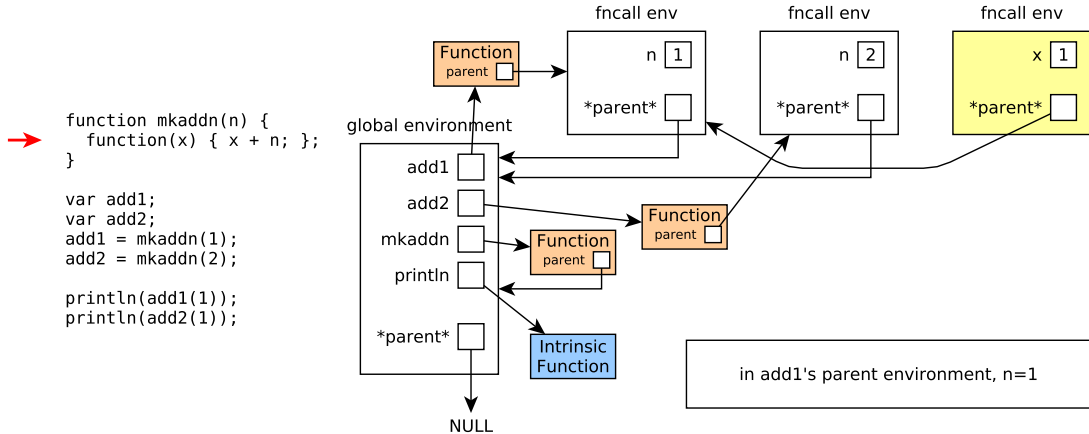 function mkaddn(n) {
  function(x) { x + n; };
}

var add1;
var add2;
add1 = mkaddn(1);
add2 = mkaddn(2);

println(add1(1));
println(add2(1));
global environment
add1
add2
mkaddn
println
*parent*
NULL
Function
parent
Function
parent
Function
parent
Intrinsic
Function
fncall env
n 1
*parent*
fncall env
n 2
*parent*
fncall env
x 1
*parent*
in add1's parent environment, n=1